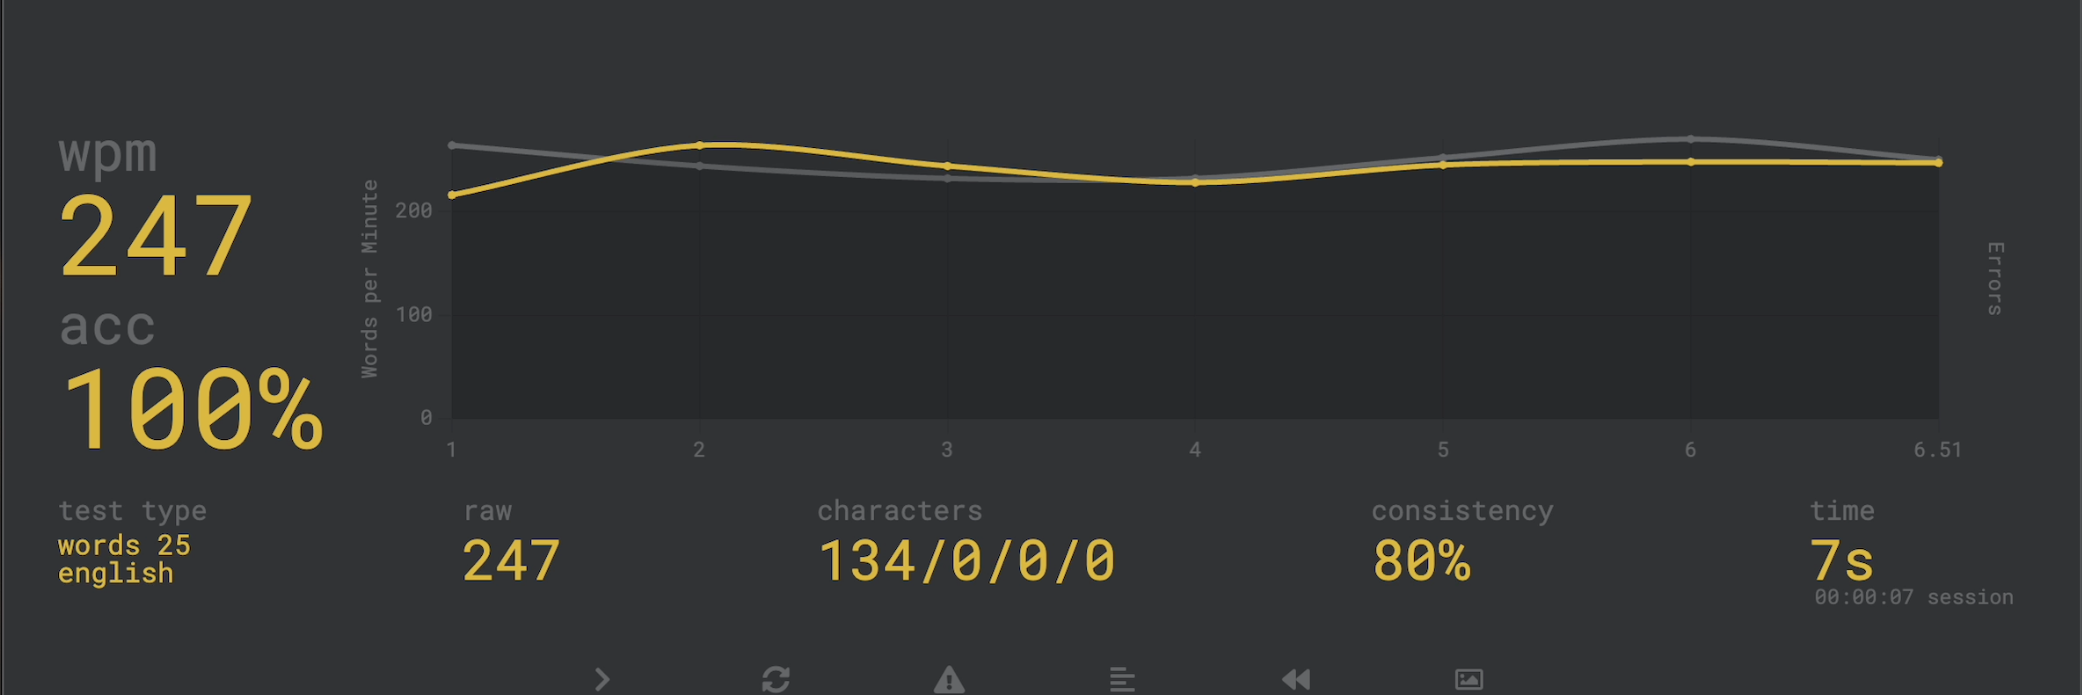 wpm
247
acc
100%
Words per Minute
200
100
0
1 2 3 4 5 6 6.51
Errors
test type
words 25
english
raw
247
characters
134/0/0/0
consistency
80%
time
7s
00:00:07 session